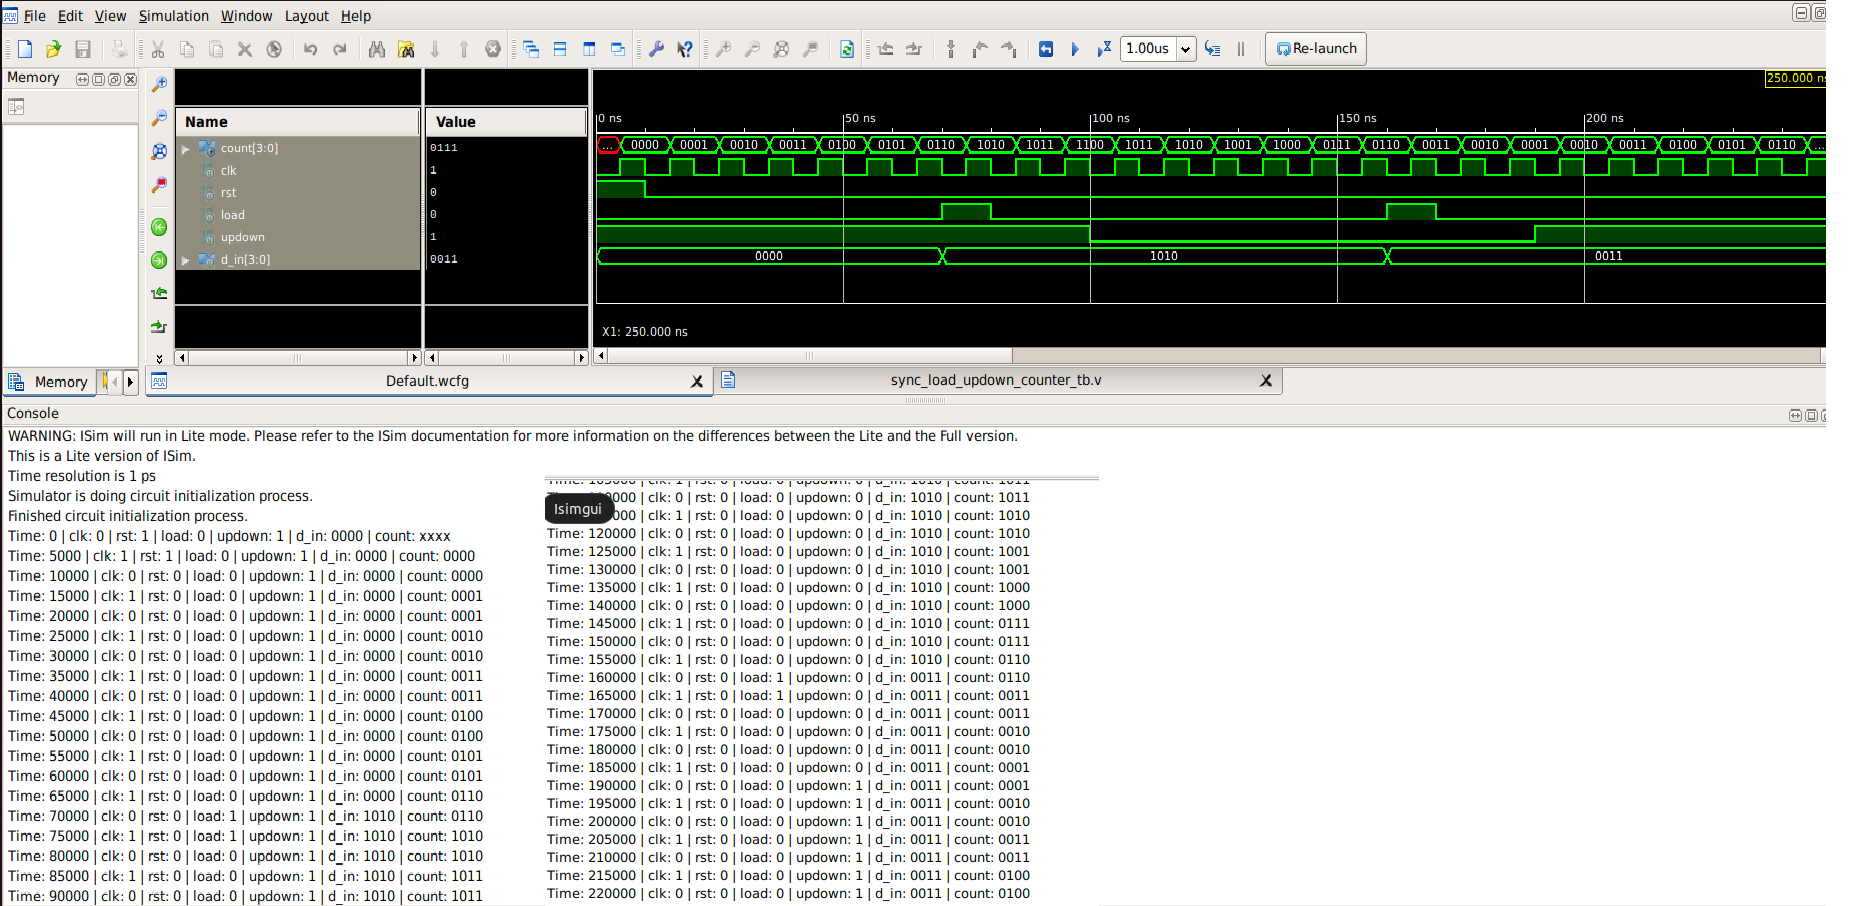 File Edit View Simulation Window Layout Help
1.00us Re-launch
Memory
250.000 ns
Name Value
0 ns 50 ns 100 ns 150 ns 200 ns
count[3:0] 0111 ... 0000 0001 0010 0011 0100 0101 0110 1010 1011 1100 1011 1010 1001 1000 0111 0110 0011 0010 0001 0010 0011 0100 0101 0110 ...
clk 1
rst 0
load 0
updown 1
d_in[3:0] 0011 0000 1010 0011
X1: 250.000 ns
Memory Default.wcfg sync_load_updown_counter_tb.v
Console
WARNING: ISim will run in Lite mode. Please refer to the ISim documentation for more information on the differences between the Lite and the Full version.
This is a Lite version of ISim.
Time resolution is 1 ps
Simulator is doing circuit initialization process.
Finished circuit initialization process.
Time: 0 | clk: 0 | rst: 1 | load: 0 | updown: 1 | d_in: 0000 | count: xxxx
Time: 5000 | clk: 1 | rst: 1 | load: 0 | updown: 1 | d_in: 0000 | count: 0000
Time: 10000 | clk: 0 | rst: 0 | load: 0 | updown: 1 | d_in: 0000 | count: 0000
Time: 15000 | clk: 1 | rst: 0 | load: 0 | updown: 1 | d_in: 0000 | count: 0001
Time: 20000 | clk: 0 | rst: 0 | load: 0 | updown: 1 | d_in: 0000 | count: 0001
Time: 25000 | clk: 1 | rst: 0 | load: 0 | updown: 1 | d_in: 0000 | count: 0010
Time: 30000 | clk: 0 | rst: 0 | load: 0 | updown: 1 | d_in: 0000 | count: 0010
Time: 35000 | clk: 1 | rst: 0 | load: 0 | updown: 1 | d_in: 0000 | count: 0011
Time: 40000 | clk: 0 | rst: 0 | load: 0 | updown: 1 | d_in: 0000 | count: 0011
Time: 45000 | clk: 1 | rst: 0 | load: 0 | updown: 1 | d_in: 0000 | count: 0100
Time: 50000 | clk: 0 | rst: 0 | load: 0 | updown: 1 | d_in: 0000 | count: 0100
Time: 55000 | clk: 1 | rst: 0 | load: 0 | updown: 1 | d_in: 0000 | count: 0101
Time: 60000 | clk: 0 | rst: 0 | load: 0 | updown: 1 | d_in: 0000 | count: 0101
Time: 65000 | clk: 1 | rst: 0 | load: 0 | updown: 1 | d_in: 0000 | count: 0110
Time: 70000 | clk: 0 | rst: 0 | load: 1 | updown: 1 | d_in: 1010 | count: 0110
Time: 75000 | clk: 1 | rst: 0 | load: 1 | updown: 1 | d_in: 1010 | count: 1010
Time: 80000 | clk: 0 | rst: 0 | load: 0 | updown: 1 | d_in: 1010 | count: 1010
Time: 85000 | clk: 1 | rst: 0 | load: 0 | updown: 1 | d_in: 1010 | count: 1011
Time: 90000 | clk: 0 | rst: 0 | load: 0 | updown: 1 | d_in: 1010 | count: 1011
Time: 105000 | clk: 1 | rst: 0 | load: 0 | updown: 0 | d_in: 1010 | count: 1011
0000 | clk: 0 | rst: 0 | load: 0 | updown: 0 | d_in: 1010 | count: 1011
Isimgui
000 | clk: 1 | rst: 0 | load: 0 | updown: 0 | d_in: 1010 | count: 1010
Time: 120000 | clk: 0 | rst: 0 | load: 0 | updown: 0 | d_in: 1010 | count: 1010
Time: 125000 | clk: 1 | rst: 0 | load: 0 | updown: 0 | d_in: 1010 | count: 1001
Time: 130000 | clk: 0 | rst: 0 | load: 0 | updown: 0 | d_in: 1010 | count: 1001
Time: 135000 | clk: 1 | rst: 0 | load: 0 | updown: 0 | d_in: 1010 | count: 1000
Time: 140000 | clk: 0 | rst: 0 | load: 0 | updown: 0 | d_in: 1010 | count: 1000
Time: 145000 | clk: 1 | rst: 0 | load: 0 | updown: 0 | d_in: 1010 | count: 0111
Time: 150000 | clk: 0 | rst: 0 | load: 0 | updown: 0 | d_in: 1010 | count: 0111
Time: 155000 | clk: 1 | rst: 0 | load: 0 | updown: 0 | d_in: 1010 | count: 0110
Time: 160000 | clk: 0 | rst: 0 | load: 1 | updown: 0 | d_in: 0011 | count: 0110
Time: 165000 | clk: 1 | rst: 0 | load: 1 | updown: 0 | d_in: 0011 | count: 0011
Time: 170000 | clk: 0 | rst: 0 | load: 0 | updown: 0 | d_in: 0011 | count: 0011
Time: 175000 | clk: 1 | rst: 0 | load: 0 | updown: 0 | d_in: 0011 | count: 0010
Time: 180000 | clk: 0 | rst: 0 | load: 0 | updown: 0 | d_in: 0011 | count: 0010
Time: 185000 | clk: 1 | rst: 0 | load: 0 | updown: 0 | d_in: 0011 | count: 0001
Time: 190000 | clk: 0 | rst: 0 | load: 0 | updown: 1 | d_in: 0011 | count: 0001
Time: 195000 | clk: 1 | rst: 0 | load: 0 | updown: 1 | d_in: 0011 | count: 0010
Time: 200000 | clk: 0 | rst: 0 | load: 0 | updown: 1 | d_in: 0011 | count: 0010
Time: 205000 | clk: 1 | rst: 0 | load: 0 | updown: 1 | d_in: 0011 | count: 0011
Time: 210000 | clk: 0 | rst: 0 | load: 0 | updown: 1 | d_in: 0011 | count: 0011
Time: 215000 | clk: 1 | rst: 0 | load: 0 | updown: 1 | d_in: 0011 | count: 0100
Time: 220000 | clk: 0 | rst: 0 | load: 0 | updown: 1 | d_in: 0011 | count: 0100